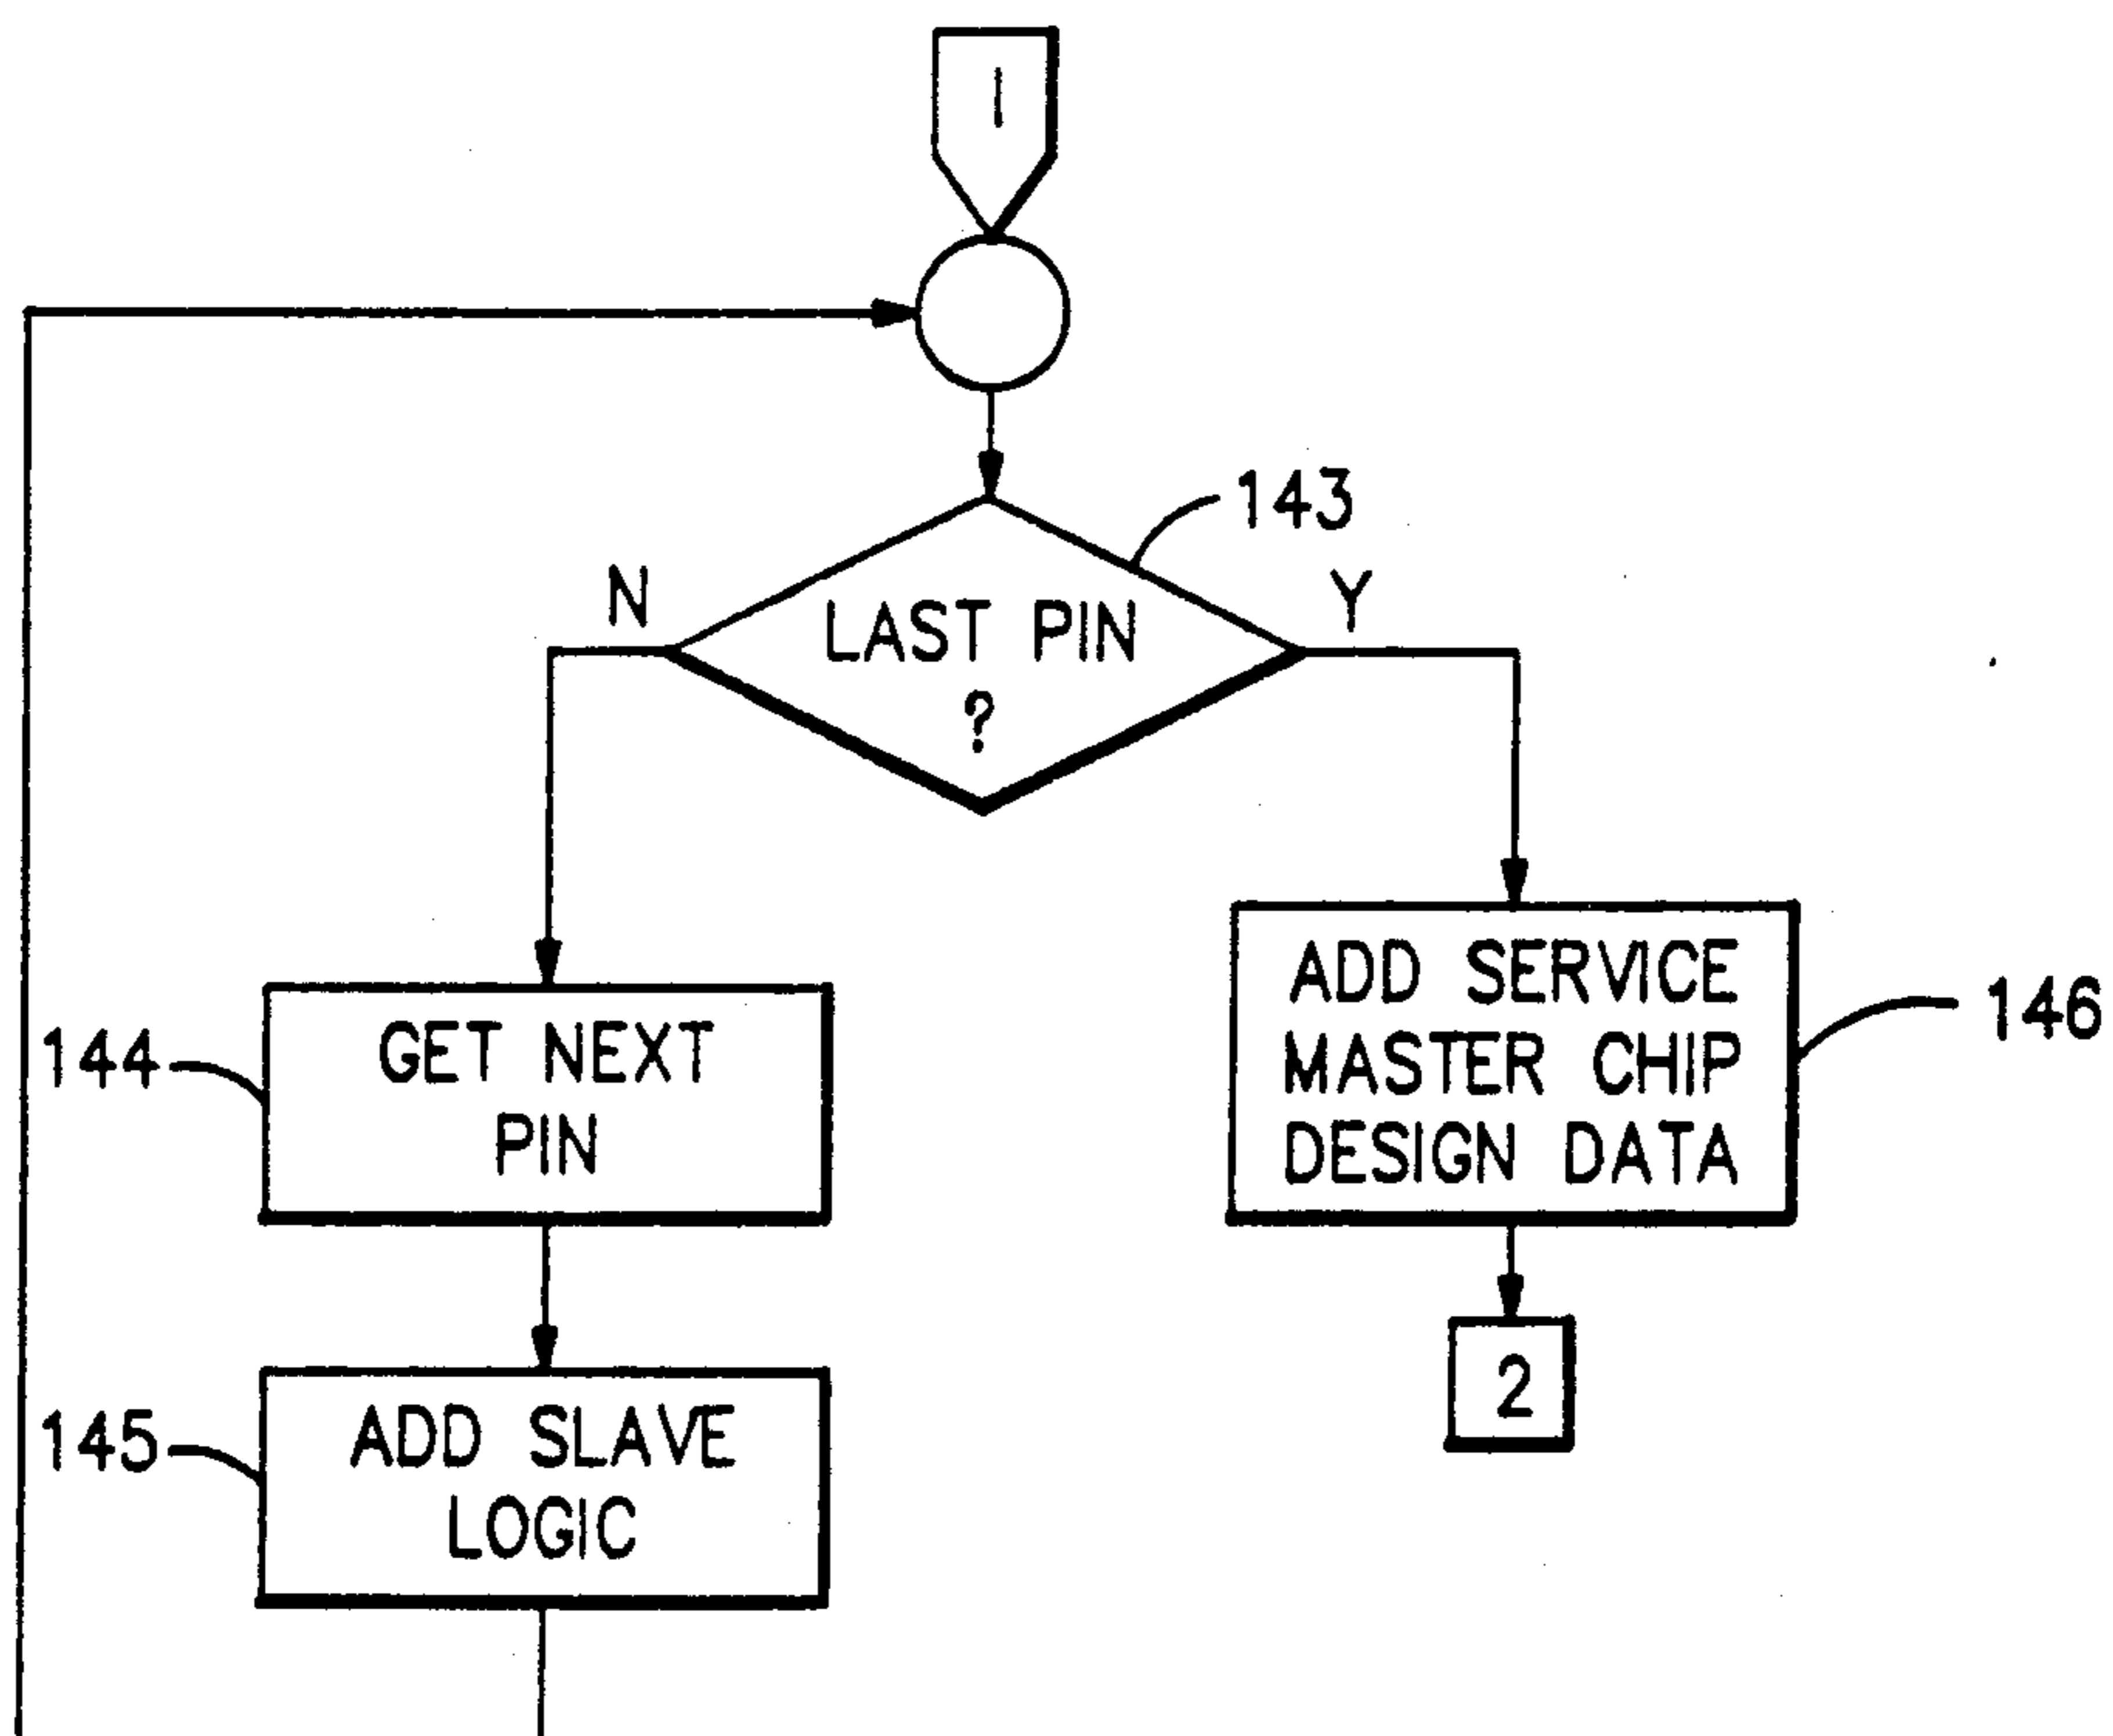 1
143
N
Y
LAST PIN
?
144
GET NEXT
PIN
ADD SERVICE
MASTER CHIP
DESIGN DATA
146
145
ADD SLAVE
LOGIC
2